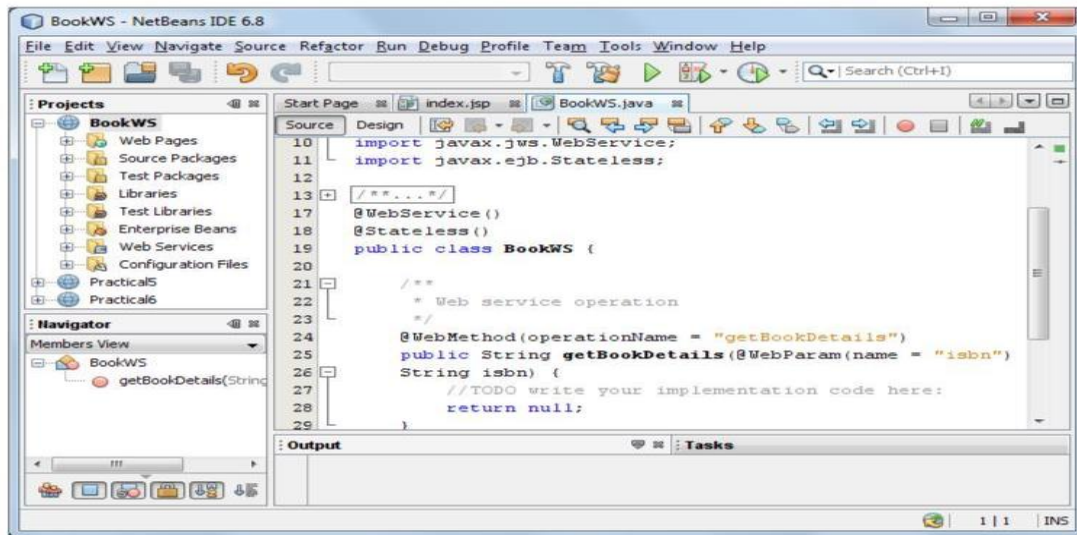 BookWS - NetBeans IDE 6.8
File Edit View Navigate Source Refactor Run Debug Profile Team Tools Window Help
Search (Ctrl+I)
Projects
BookWS
Web Pages
Source Packages
Test Packages
Libraries
Test Libraries
Enterprise Beans
Web Services
Configuration Files
Practical5
Practical6
Navigator
Members View
BookWS
getBookDetails(String
Start Page index.jsp BookWS.java
Source Design
10 import javax.jws.WebService;
11 import javax.ejb.Stateless;
12
13 /**...*/
17 @WebService()
18 @Stateless()
19 public class BookWS {
20
21 /**
22 * Web service operation
23 */
24 @WebMethod(operationName = "getBookDetails")
25 public String getBookDetails(@WebParam(name = "isbn")
26 String isbn) {
27 //TODO write your implementation code here:
28 return null;
29 }
Output Tasks
1 | 1 INS